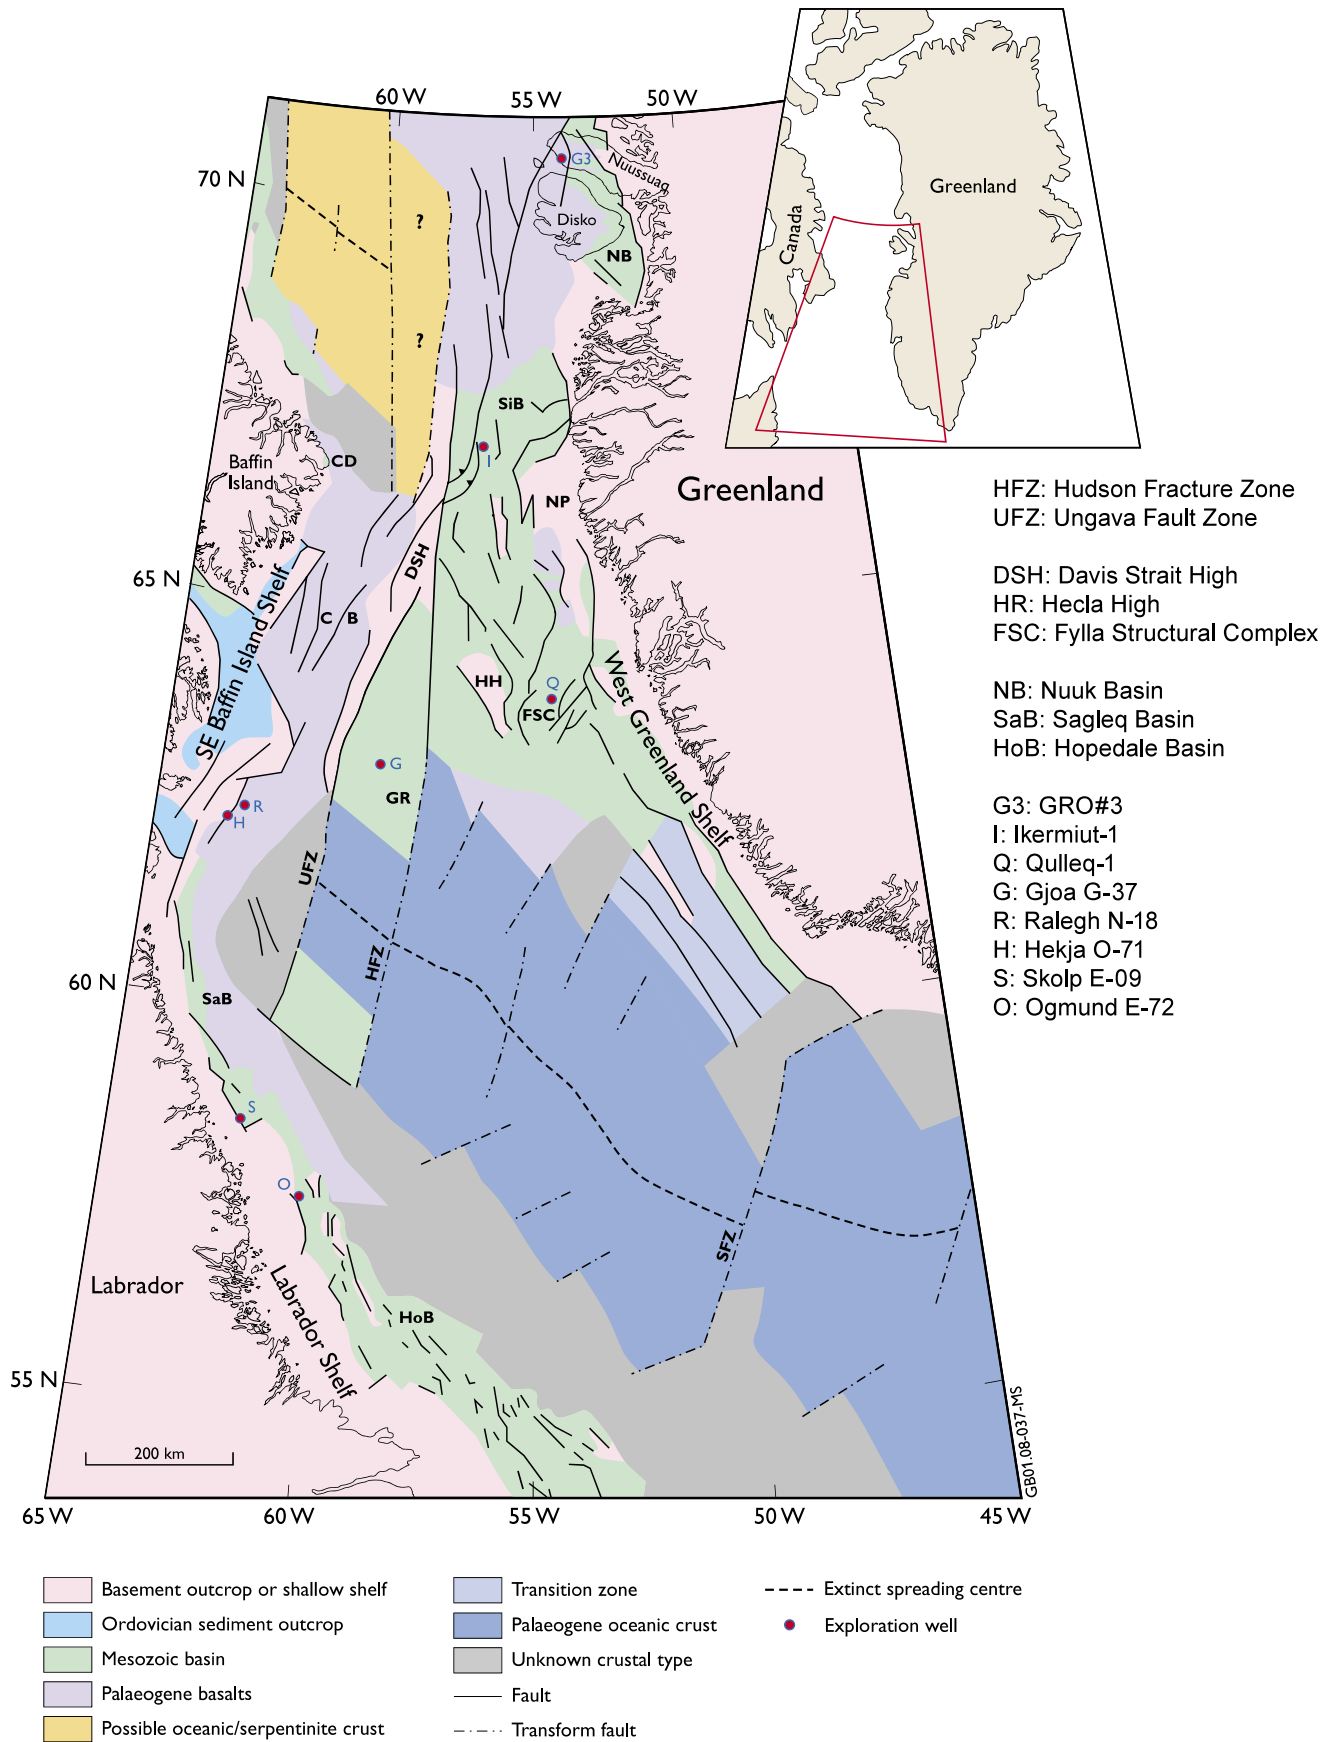 60 W
55 W
50 W
70 N
G3
Nuussuaq
Disko
NB
?
?
Greenland
Canada
SiB
I
CD
Baffin
Island
NP
Greenland
HFZ: Hudson Fracture Zone
UFZ: Ungava Fault Zone
DSH: Davis Strait High
HR: Hecla High
FSC: Fylla Structural Complex
NB: Nuuk Basin
SaB: Sagleq Basin
HoB: Hopedale Basin
G3: GRO#3
I: Ikermiut-1
Q: Qulleq-1
G: Gjoa G-37
R: Ralegh N-18
H: Hekja O-71
S: Skolp E-09
O: Ogmund E-72
65 N
DSH
C B
SE Baffin Island Shelf
HH
Q
FSC
West Greenland Shelf
G
GR
R
H
UFZ
HFZ
60 N
SaB
S
O
SFZ
Labrador
Labrador Shelf
HoB
55 N
200 km
GB01.08-037-MS
65 W
60 W
55 W
50 W
45 W
Basement outcrop or shallow shelf
Ordovician sediment outcrop
Mesozoic basin
Palaeogene basalts
Possible oceanic/serpentinite crust
Transition zone
Palaeogene oceanic crust
Unknown crustal type
Fault
Transform fault
Extinct spreading centre
Exploration well